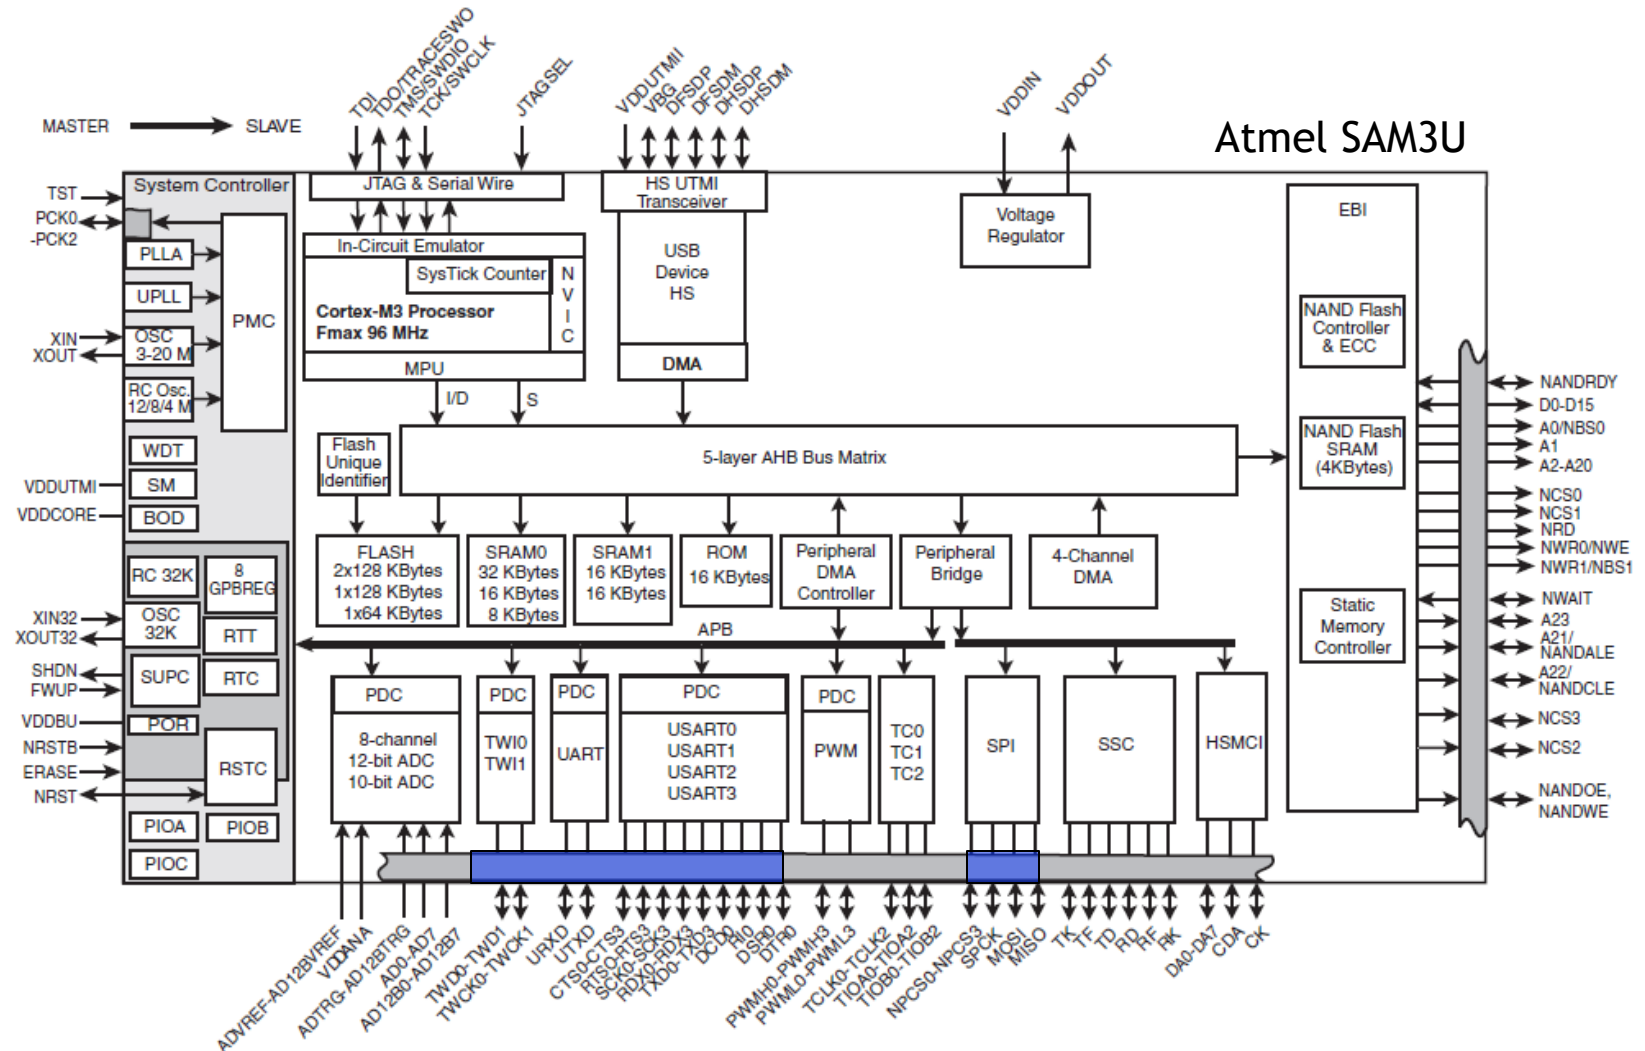 Atmel SAM3U
MASTER
SLAVE
TDI
TDO/TRACESWO
TMS/SWDIO
TCK/SWCLK
JTAGSEL
VDDUTMII
VBG
DFSDP
DFSDM
DHSDP
DHSDM
VDDIN
VDDOUT
TST
PCK0
-PCK2
XIN
XOUT
VDDUTMI
VDDCORE
XIN32
XOUT32
SHDN
FWUP
VDDBU
NRSTB
ERASE
NRST
System Controller
PLLA
UPLL
OSC
3-20 M
RC Osc.
12/8/4 M
PMC
WDT
SM
BOD
RC 32K
8
GPBREG
OSC
32K
RTT
SUPC
RTC
POR
RSTC
PIOA
PIOB
PIOC
JTAG & Serial Wire
In-Circuit Emulator
SysTick Counter
N
V
I
C
Cortex-M3 Processor
Fmax 96 MHz
MPU
I/D
S
HS UTMI
Transceiver
USB
Device
HS
DMA
Voltage
Regulator
Flash
Unique
Identifier
5-layer AHB Bus Matrix
FLASH
2x128 KBytes
1x128 KBytes
1x64 KBytes
SRAM0
32 KBytes
16 KBytes
8 KBytes
SRAM1
16 KBytes
16 KBytes
ROM
16 KBytes
Peripheral
DMA
Controller
Peripheral
Bridge
4-Channel
DMA
APB
PDC
8-channel
12-bit ADC
10-bit ADC
PDC
TWI0
TWI1
PDC
UART
PDC
USART0
USART1
USART2
USART3
PDC
PWM
TC0
TC1
TC2
SPI
SSC
HSMCI
EBI
NAND Flash
Controller
& ECC
NAND Flash
SRAM
(4KBytes)
Static
Memory
Controller
NANDRDY
D0-D15
A0/NBS0
A1
A2-A20
NCS0
NCS1
NRD
NWR0/NWE
NWR1/NBS1
NWAIT
A23
A21/
NANDALE
A22/
NANDCLE
NCS3
NCS2
NANDOE,
NANDWE
ADVREF-AD12BVREF
VDDANA
ADTRG-AD12BTRG
AD0-AD7
AD12B0-AD12B7
TWD0-TWD1
TWCK0-TWCK1
URXD
UTXD
CTS0-CTS3
RTS0-RTS3
SCK0-SCK3
RDX0-RDX3
TXD0-TXD3
DCD0
RI0
DSR0
DTR0
PWMH0-PWMH3
PWML0-PWML3
TCLK0-TCLK2
TIOA0-TIOA2
TIOB0-TIOB2
NPCS0-NPCS3
SPCK
MOSI
MISO
TK
TF
TD
RD
RF
RK
DA0-DA7
CDA
CK